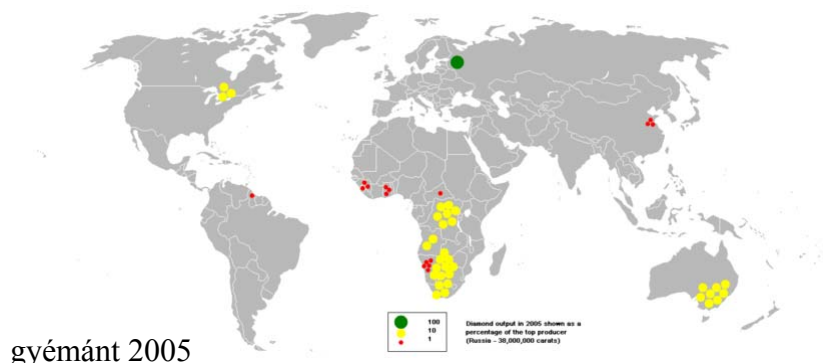 100
10
1
Diamond output in 2005 shown as a
percentage of the top producer
(Russia - 38,000,000 carats)
gyémánt 2005